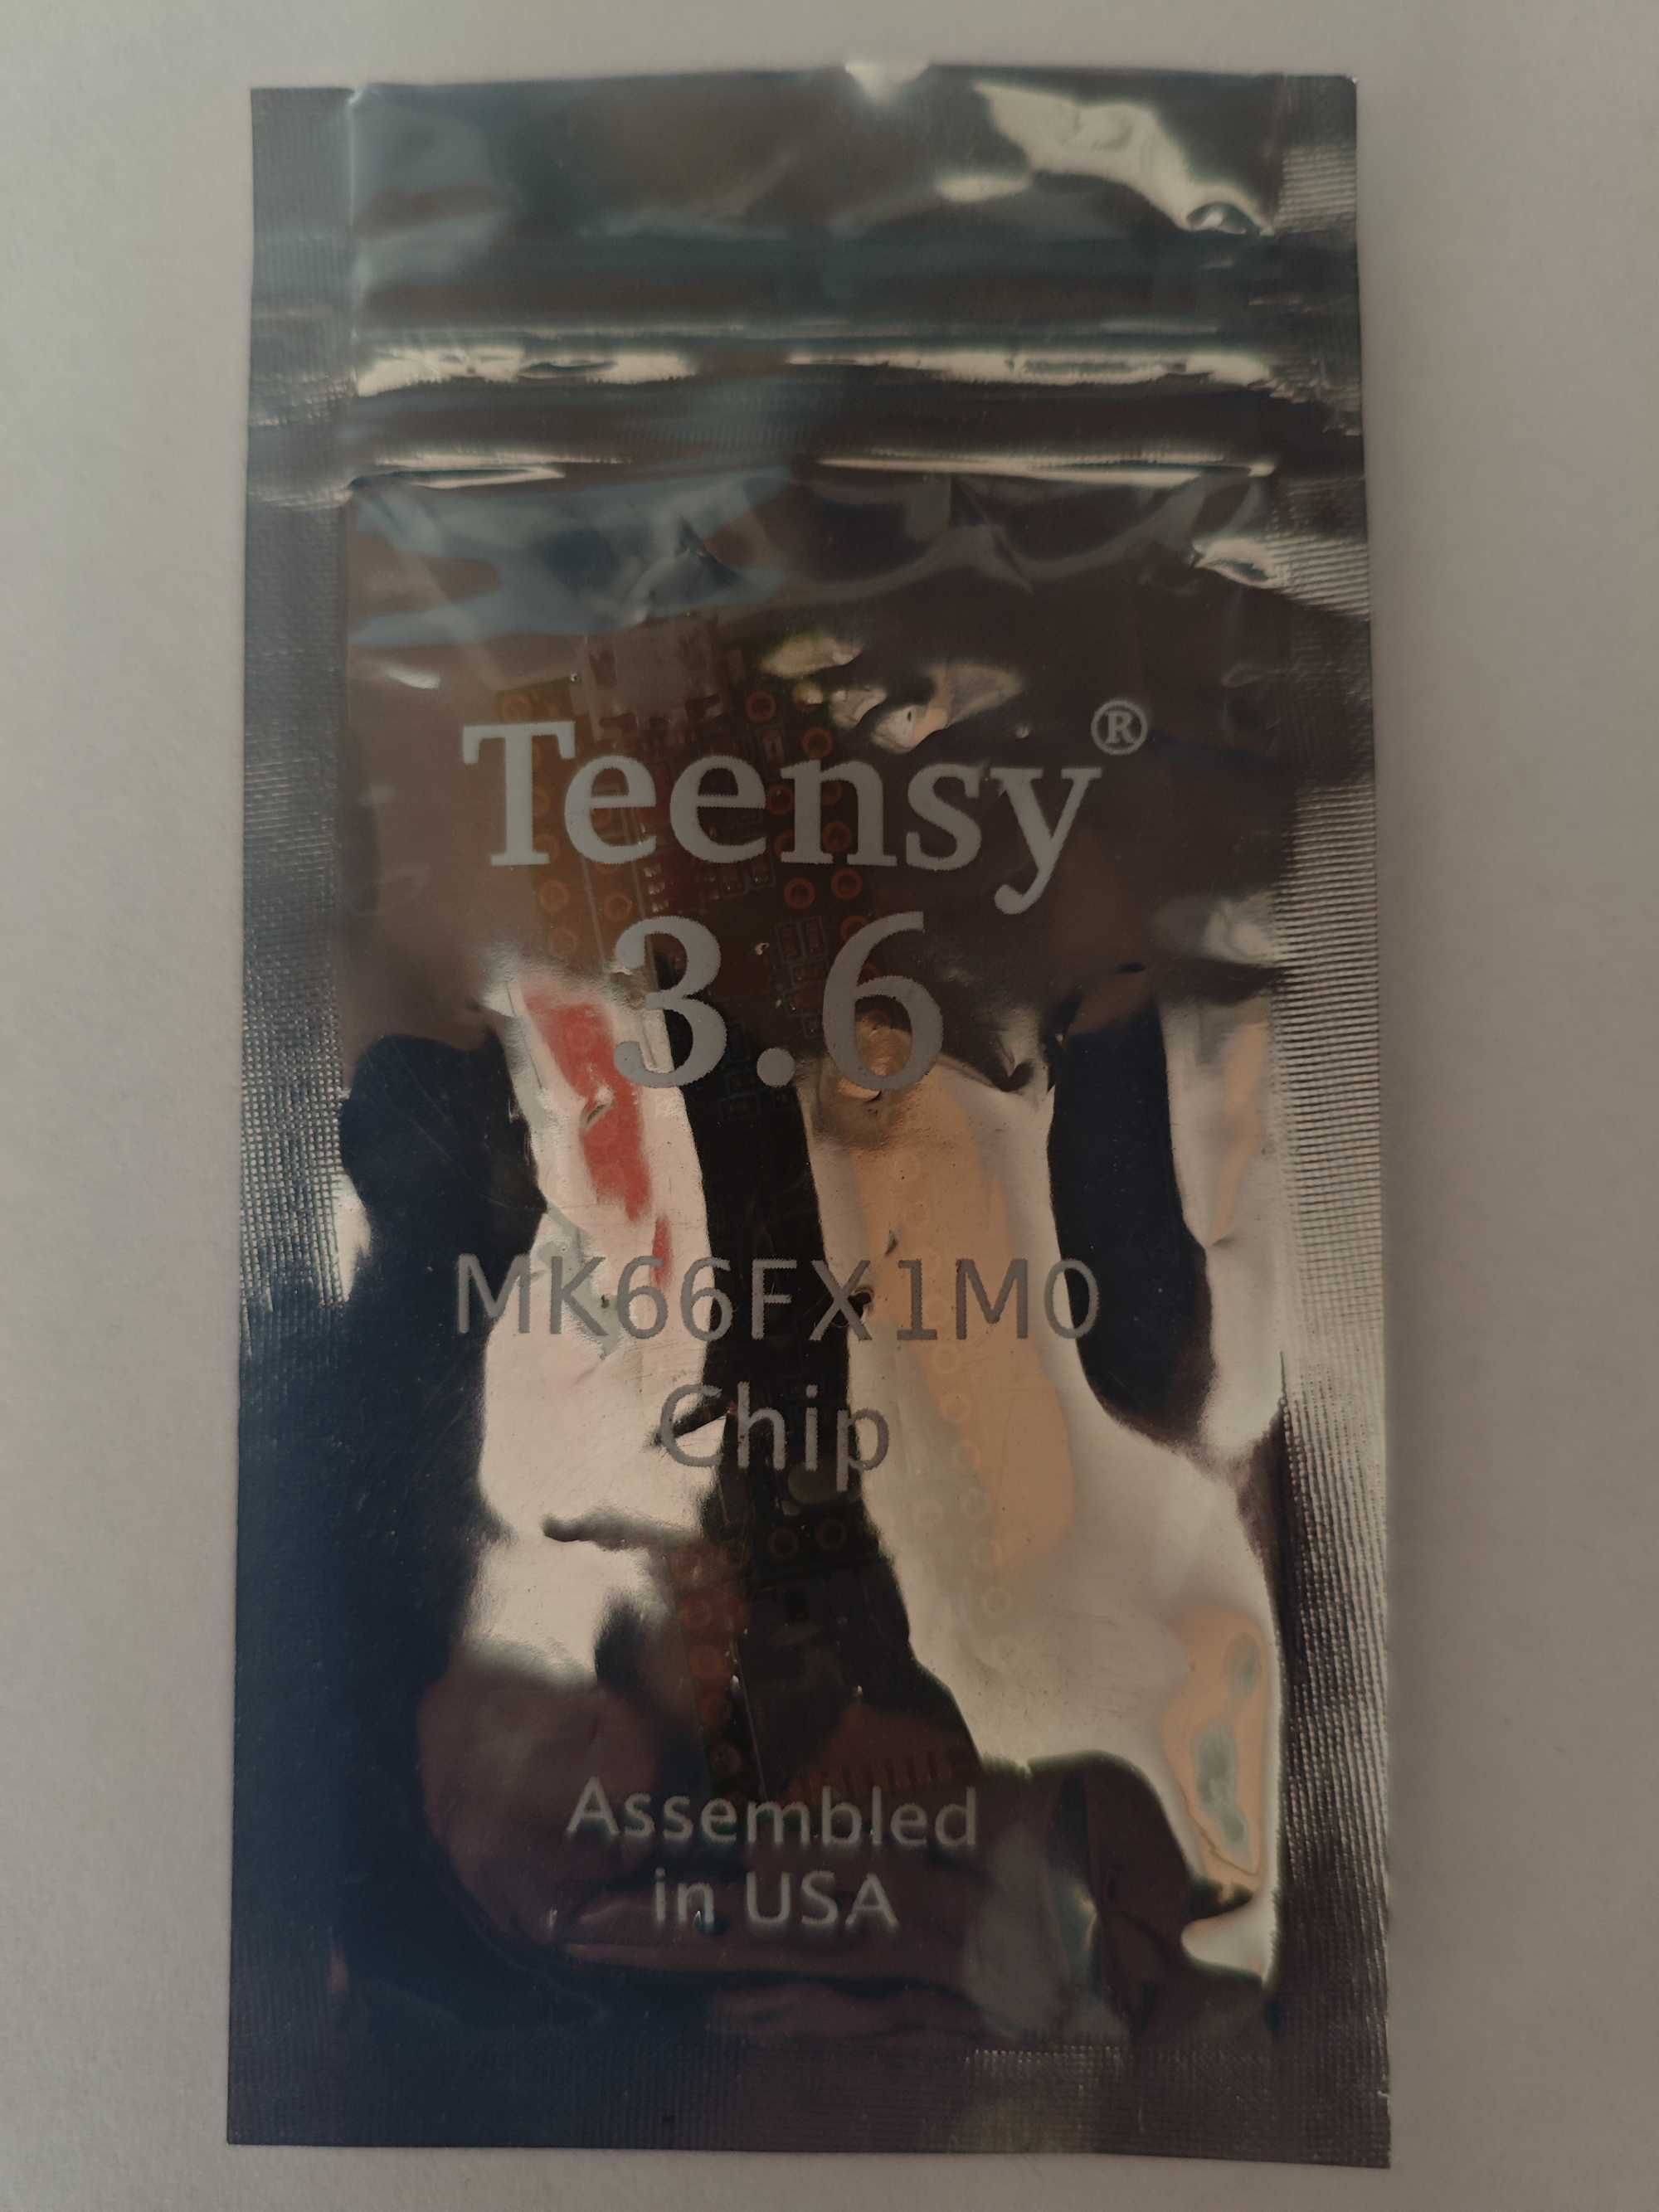 Teensy®
3.6
MK66FX1M0
Chip
Assembled
in USA